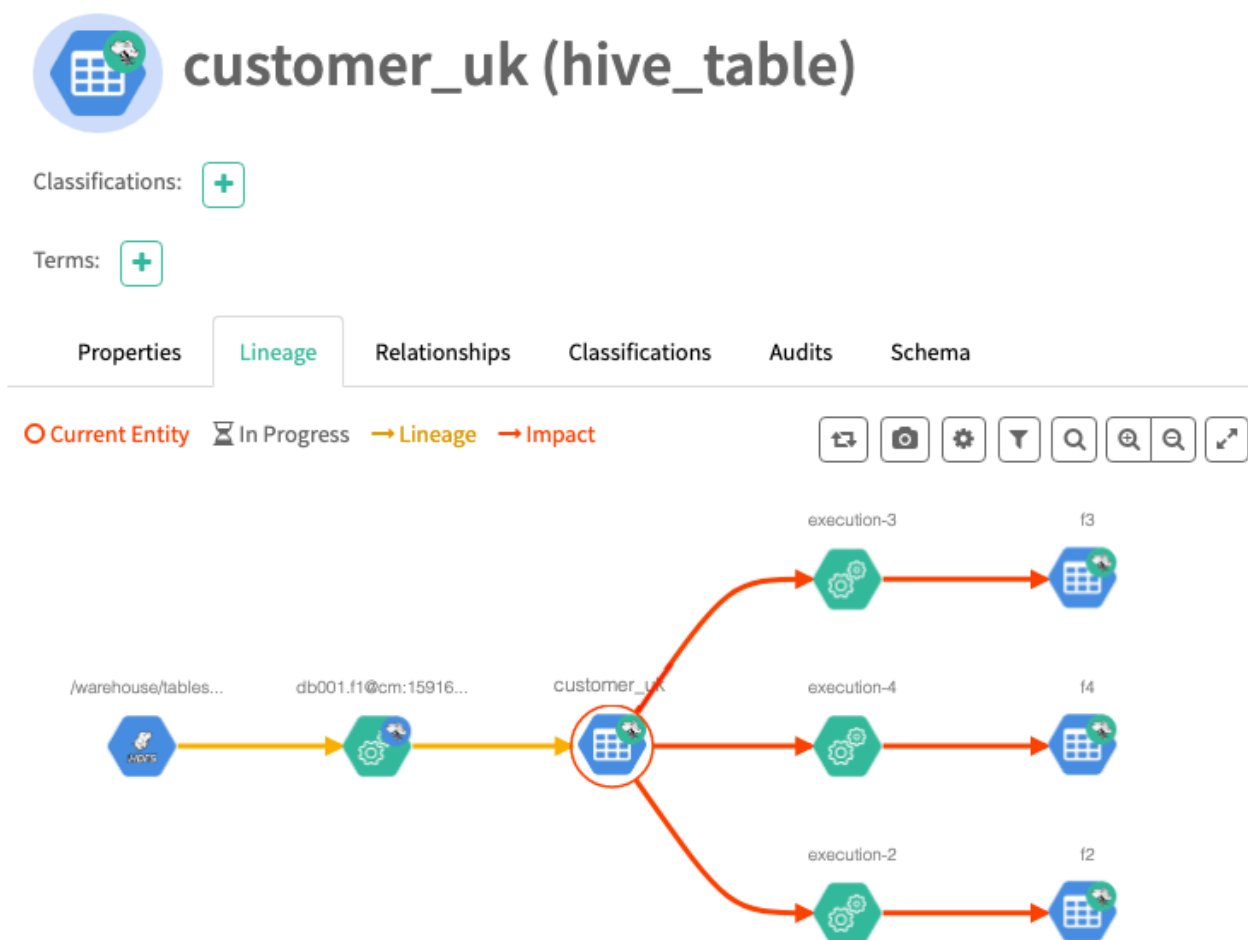 customer_uk (hive_table)
Classifications:
Terms:
Properties Lineage Relationships Classifications Audits Schema
Current Entity In Progress Lineage Impact
execution-3 f3
/warehouse/tables... db001.f1@cm:15916... customer_uk execution-4 f4
HDFS
execution-2 f2